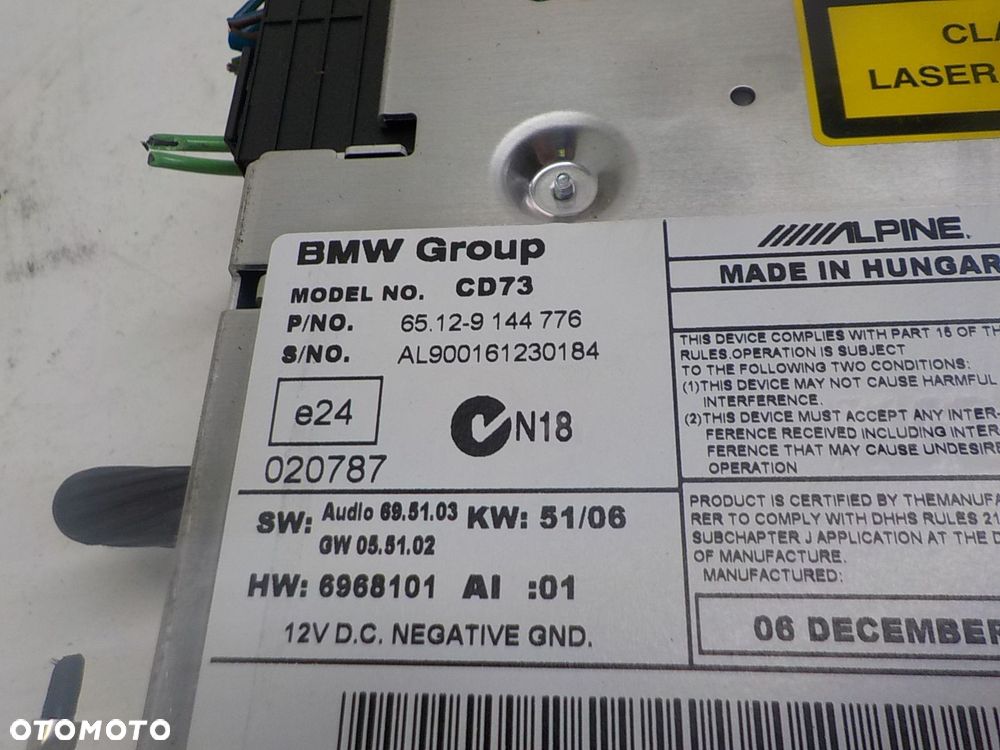 CLA
LASER
BMW Group
MODEL NO. CD73
P/NO. 65.12-9 144 776
S/NO. AL900161230184
e24
N18
020787
SW: Audio 69.51.03 KW: 51/06
GW 05.51.02
HW: 6968101 AI :01
12V D.C. NEGATIVE GND.
ALPINE.
MADE IN HUNGAR
THIS DEVICE COMPLIES WITH PART 15 OF TH
RULES.OPERATION IS SUBJECT
TO THE FOLLOWING TWO CONDITIONS:
(1)THIS DEVICE MAY NOT CAUSE HARMFUL
INTERFERENCE.
(2)THIS DEVICE MUST ACCEPT ANY INTER-
FERENCE RECEIVED INCLUDING INTER
FERENCE THAT MAY CAUSE UNDESIRE
OPERATION
PRODUCT IS CERTIFIED BY THEMANUFA
RER TO COMPLY WITH DHHS RULES 21
SUBCHAPTER J APPLICATION AT THE D
OF MANUFACTURE.
MANUFACTURED:
06 DECEMBER
OTOMOTO